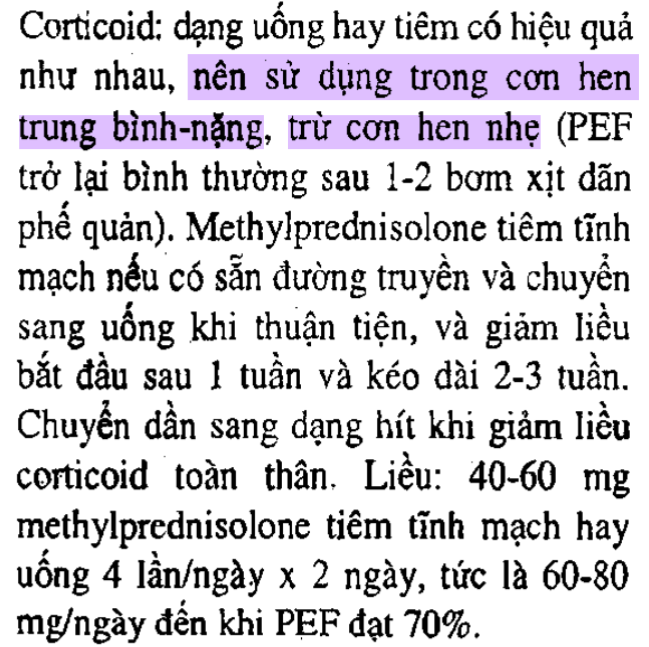 Corticoid: dạng uống hay tiêm có hiệu quả
như nhau, nên sử dụng trong cơn hen
trung bình-nặng, trừ cơn hen nhẹ (PEF
trở lại bình thường sau 1-2 bơm xịt dãn
phế quản). Methylprednisolone tiêm tĩnh
mạch nếu có sẵn đường truyền và chuyển
sang uống khi thuận tiện, và giảm liều
bắt đầu sau 1 tuần và kéo dài 2-3 tuần.
Chuyển dần sang dạng hít khi giảm liều
corticoid toàn thân. Liều: 40-60 mg
methylprednisolone tiêm tĩnh mạch hay
uống 4 lần/ngày x 2 ngày, tức là 60-80
mg/ngày đến khi PEF đạt 70%.